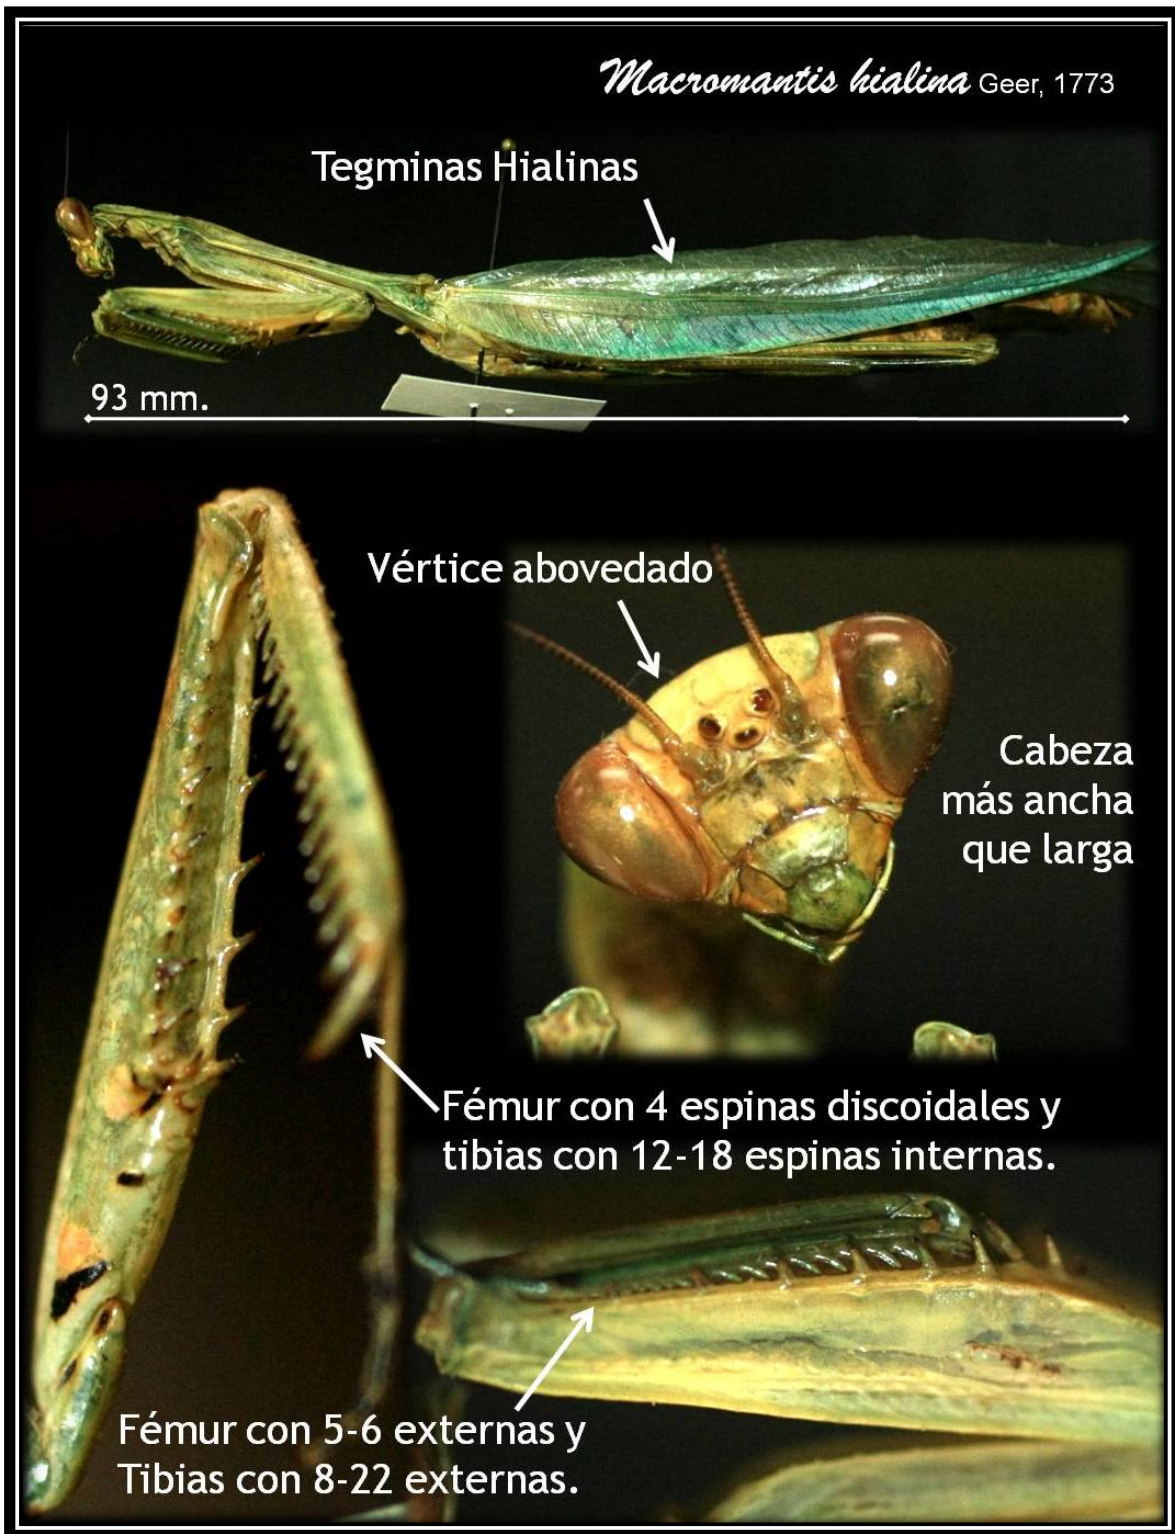 Macromantis hialina Geer, 1773
Tegminas Hialinas
93 mm.
Vértice abovedado
Cabeza
más ancha
que larga
Fémur con 4 espinas discoidales y
tibias con 12-18 espinas internas.
Fémur con 5-6 externas y
Tibias con 8-22 externas.